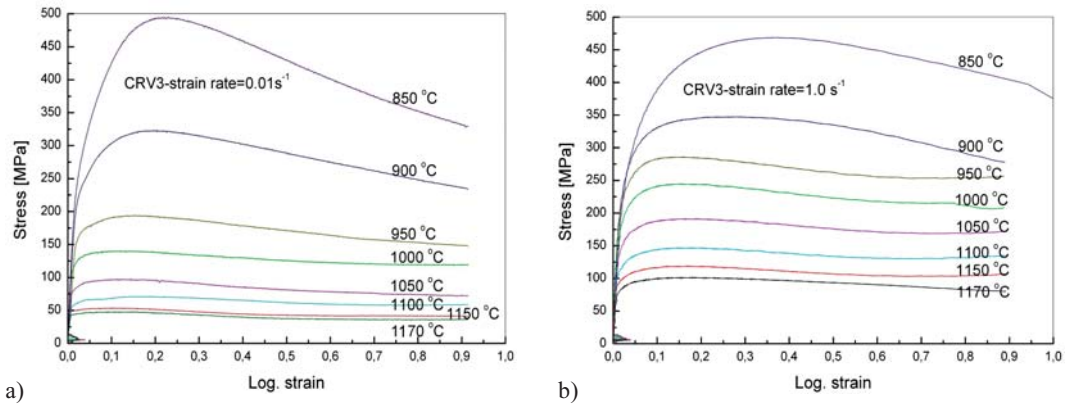 500
450
400
350
300
250
200
150
100
50
0
Stress [MPa]
CRV3-strain rate=0.01s⁻¹
850 °C
900 °C
950 °C
1000 °C
1050 °C
1100 °C
1150 °C
1170 °C
0,0 0,1 0,2 0,3 0,4 0,5 0,6 0,7 0,8 0,9 1,0
Log. strain
a)
500
450
400
350
300
250
200
150
100
50
0
Stress [MPa]
CRV3-strain rate=1.0 s⁻¹
850 °C
900 °C
950 °C
1000 °C
1050 °C
1100 °C
1150 °C
1170 °C
0,0 0,1 0,2 0,3 0,4 0,5 0,6 0,7 0,8 0,9 1,0
Log. strain
b)